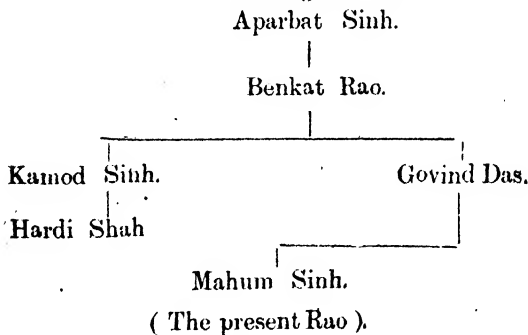 Aparbat Sinh.
Benkat Rao.
Kamod Sinh. Govind Das.
Hardi Shah
Mahum Sinh.
( The present Rao ).